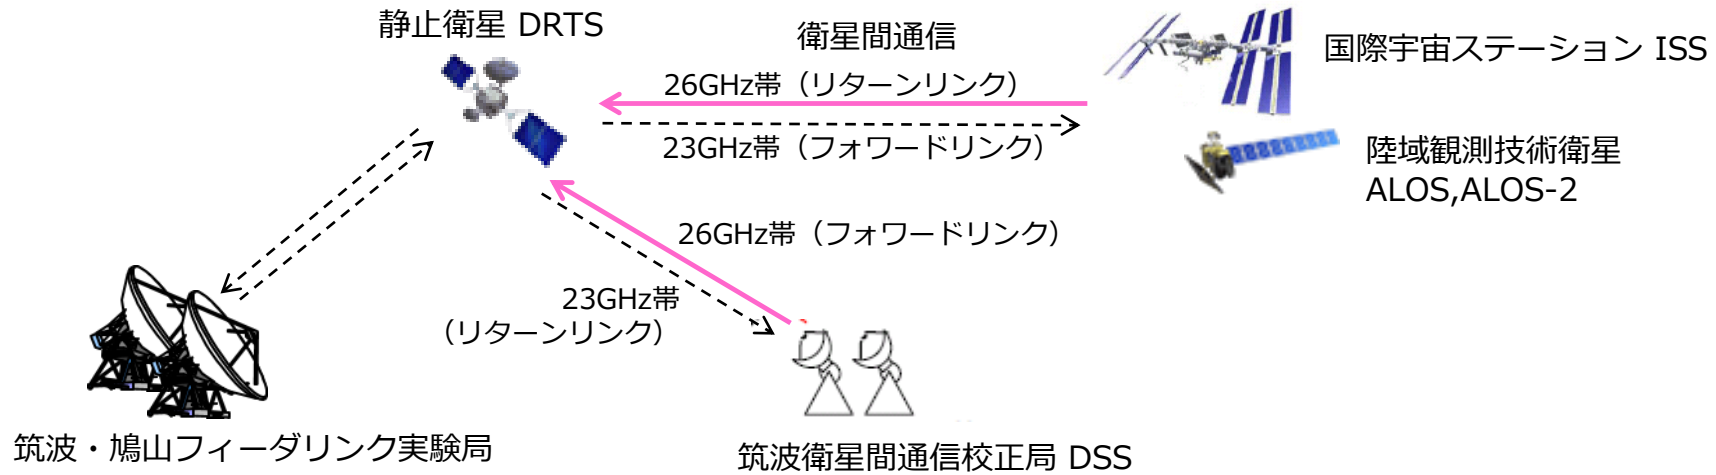 静止衛星 DRTS
衛星間通信
国際宇宙ステーション ISS
26GHz帯（リターンリンク）
23GHz帯（フォワードリンク）
陸域観測技術衛星
ALOS,ALOS-2
26GHz帯（フォワードリンク）
23GHz帯
（リターンリンク）
筑波・鳩山フィーダリンク実験局
筑波衛星間通信校正局 DSS